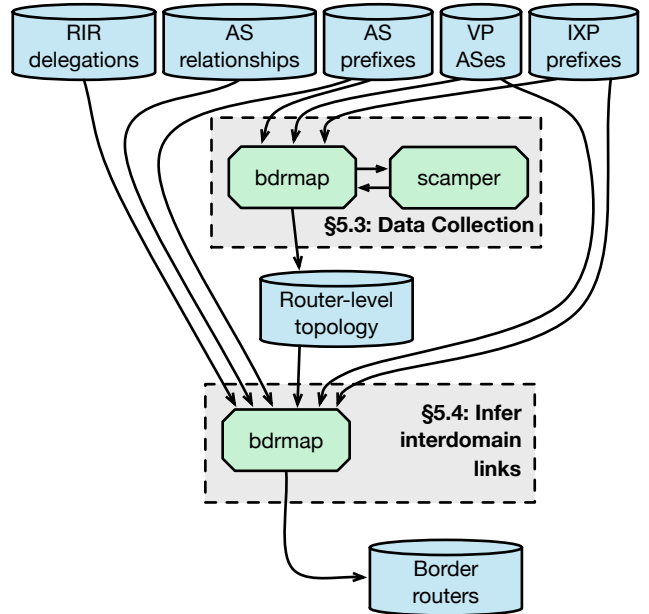 RIR
delegations
AS
relationships
AS
prefixes
VP
ASes
IXP
prefixes
bdrmap
scamper
§5.3: Data Collection
Router-level
topology
bdrmap
§5.4: Infer
interdomain
links
Border
routers